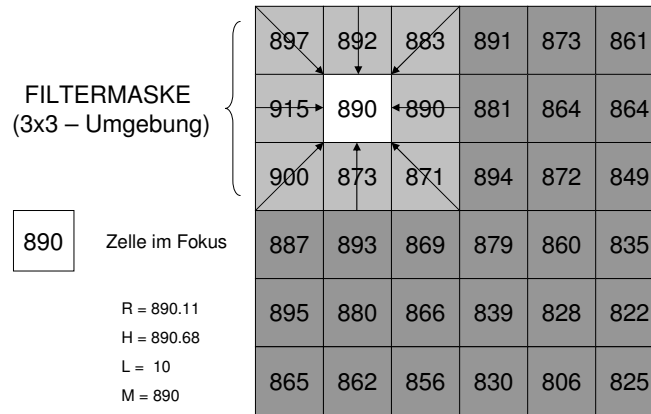 897 892 883 891 873 861
FILTERMASKE
(3x3 – Umgebung)
915 890 890 881 864 864
900 873 871 894 872 849
890 Zelle im Fokus
887 893 869 879 860 835
R = 890.11
H = 890.68
L = 10
M = 890
895 880 866 839 828 822
865 862 856 830 806 825